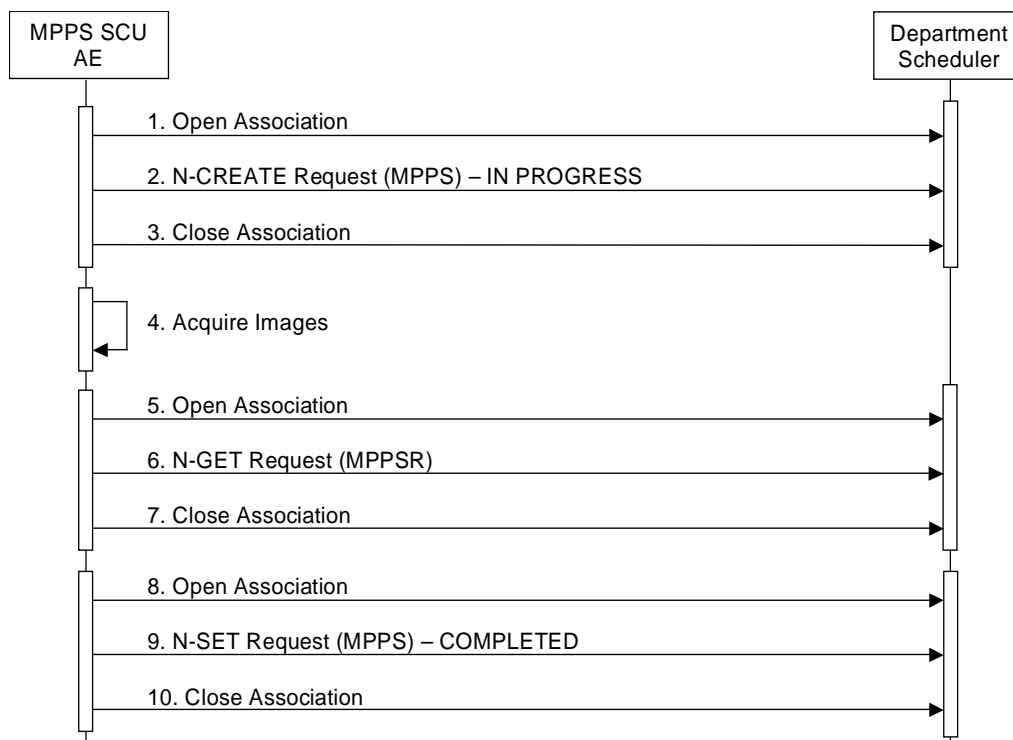 MPPS SCU
AE
Department
Scheduler
1. Open Association
2. N-CREATE Request (MPPS) – IN PROGRESS
3. Close Association
4. Acquire Images
5. Open Association
6. N-GET Request (MPPSR)
7. Close Association
8. Open Association
9. N-SET Request (MPPS) – COMPLETED
10. Close Association